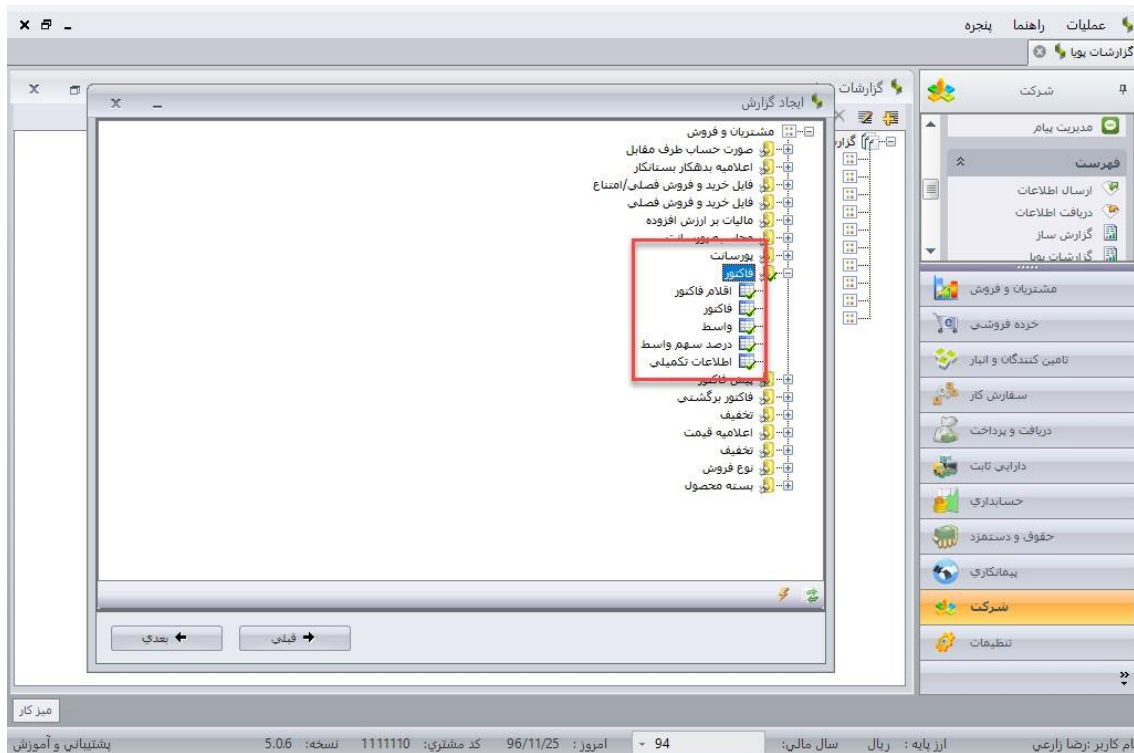 عملیات راهنما پنجره
گزارشات پویا
شرکت
مدیریت پیام
فهرست
ارسال اطلاعات
دریافت اطلاعات
گزارش ساز
گزارشات پویا
مشتریان و فروش
خرده فروشی
تامین کنندگان و انبار
سفارش کار
دریافت و پرداخت
دارایی ثابت
حسابداری
حقوق و دستمزد
پیمانکاری
شرکت
تنظیمات
گزارشات
ایجاد گزارش
مشتریان و فروش
صورت حساب طرف مقابل
اعلامیه بدهکار بستانکار
فایل خرید و فروش فصلی/امتناع
فایل خرید و فروش فصلی
مالیات بر ارزش افزوده
محاسبه پورسانت
پورسانت
فاکتور
اقلام فاکتور
فاکتور
واسط
درصد سهم واسط
اطلاعات تکمیلی
پیش فاکتور
فاکتور برگشتی
تخفیف
اعلامیه قیمت
تخفیف
نوع فروش
بسته محصول
قبلی
بعدی
میز کار
ام کاربر :رضا زارعی ارز پایه : ریال سال مالی: 94 امروز : 96/11/25 کد مشتری: 1111110 نسخه: 5.0.6 پشتیبانی و آموزش